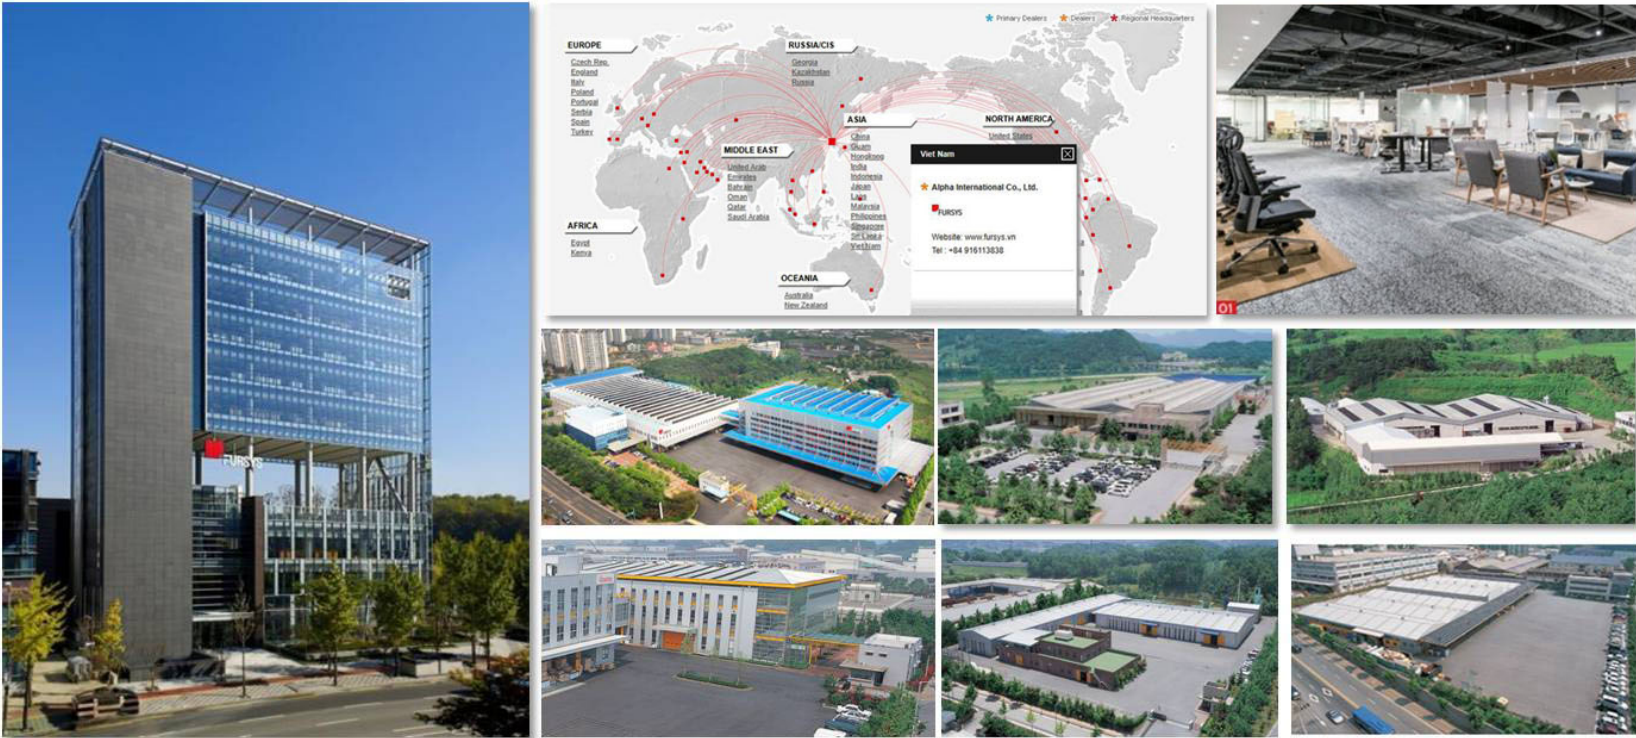 FURSYS
Primary Dealers
Dealers
Regional Headquarters
EUROPE
Czech Rep.
England
Italy
Poland
Portugal
Serbia
Spain
Turkey
RUSSIA/CIS
Georgia
Kazakhstan
Russia
ASIA
China
Guam
Hongkong
India
Indonesia
Japan
Laos
Malaysia
Philippines
Singapore
Sri Lanka
Viet Nam
NORTH AMERICA
United States
MIDDLE EAST
United Arab
Emirates
Bahrain
Oman
Qatar
Saudi Arabia
AFRICA
Egypt
Kenya
OCEANIA
Australia
New Zealand
Viet Nam
Alpha International Co., Ltd.
FURSYS
Website: www.fursys.vn
Tel : +84 916113838
01